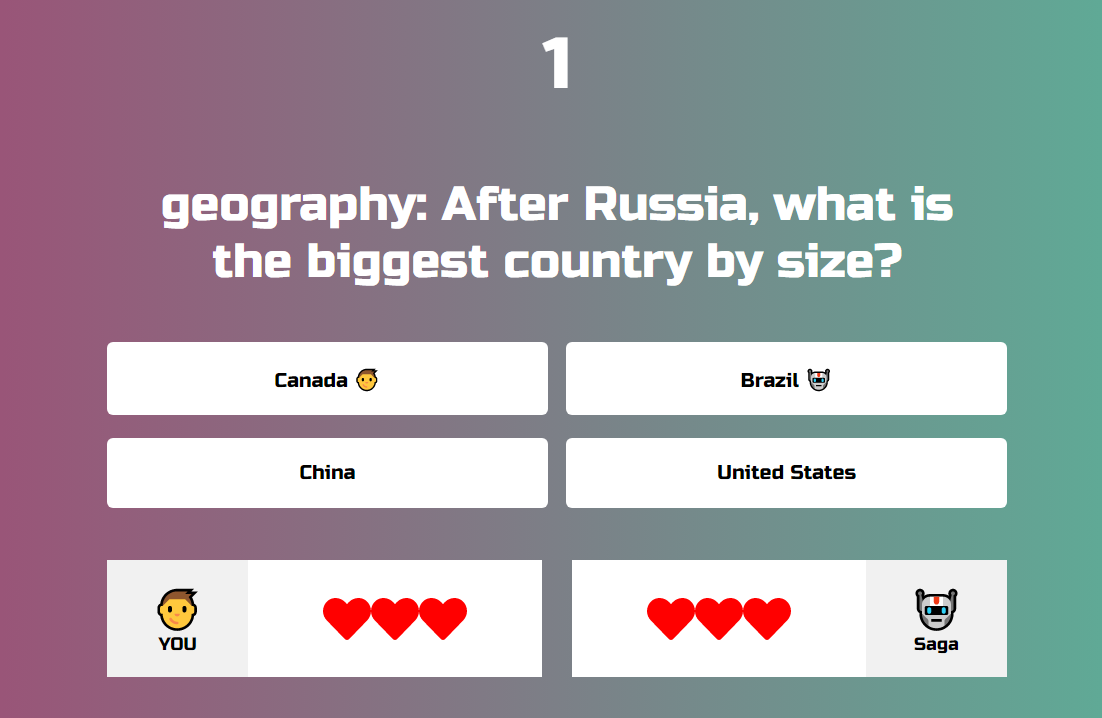 1
geography: After Russia, what is
the biggest country by size?
Canada
Brazil
China
United States
YOU
Saga